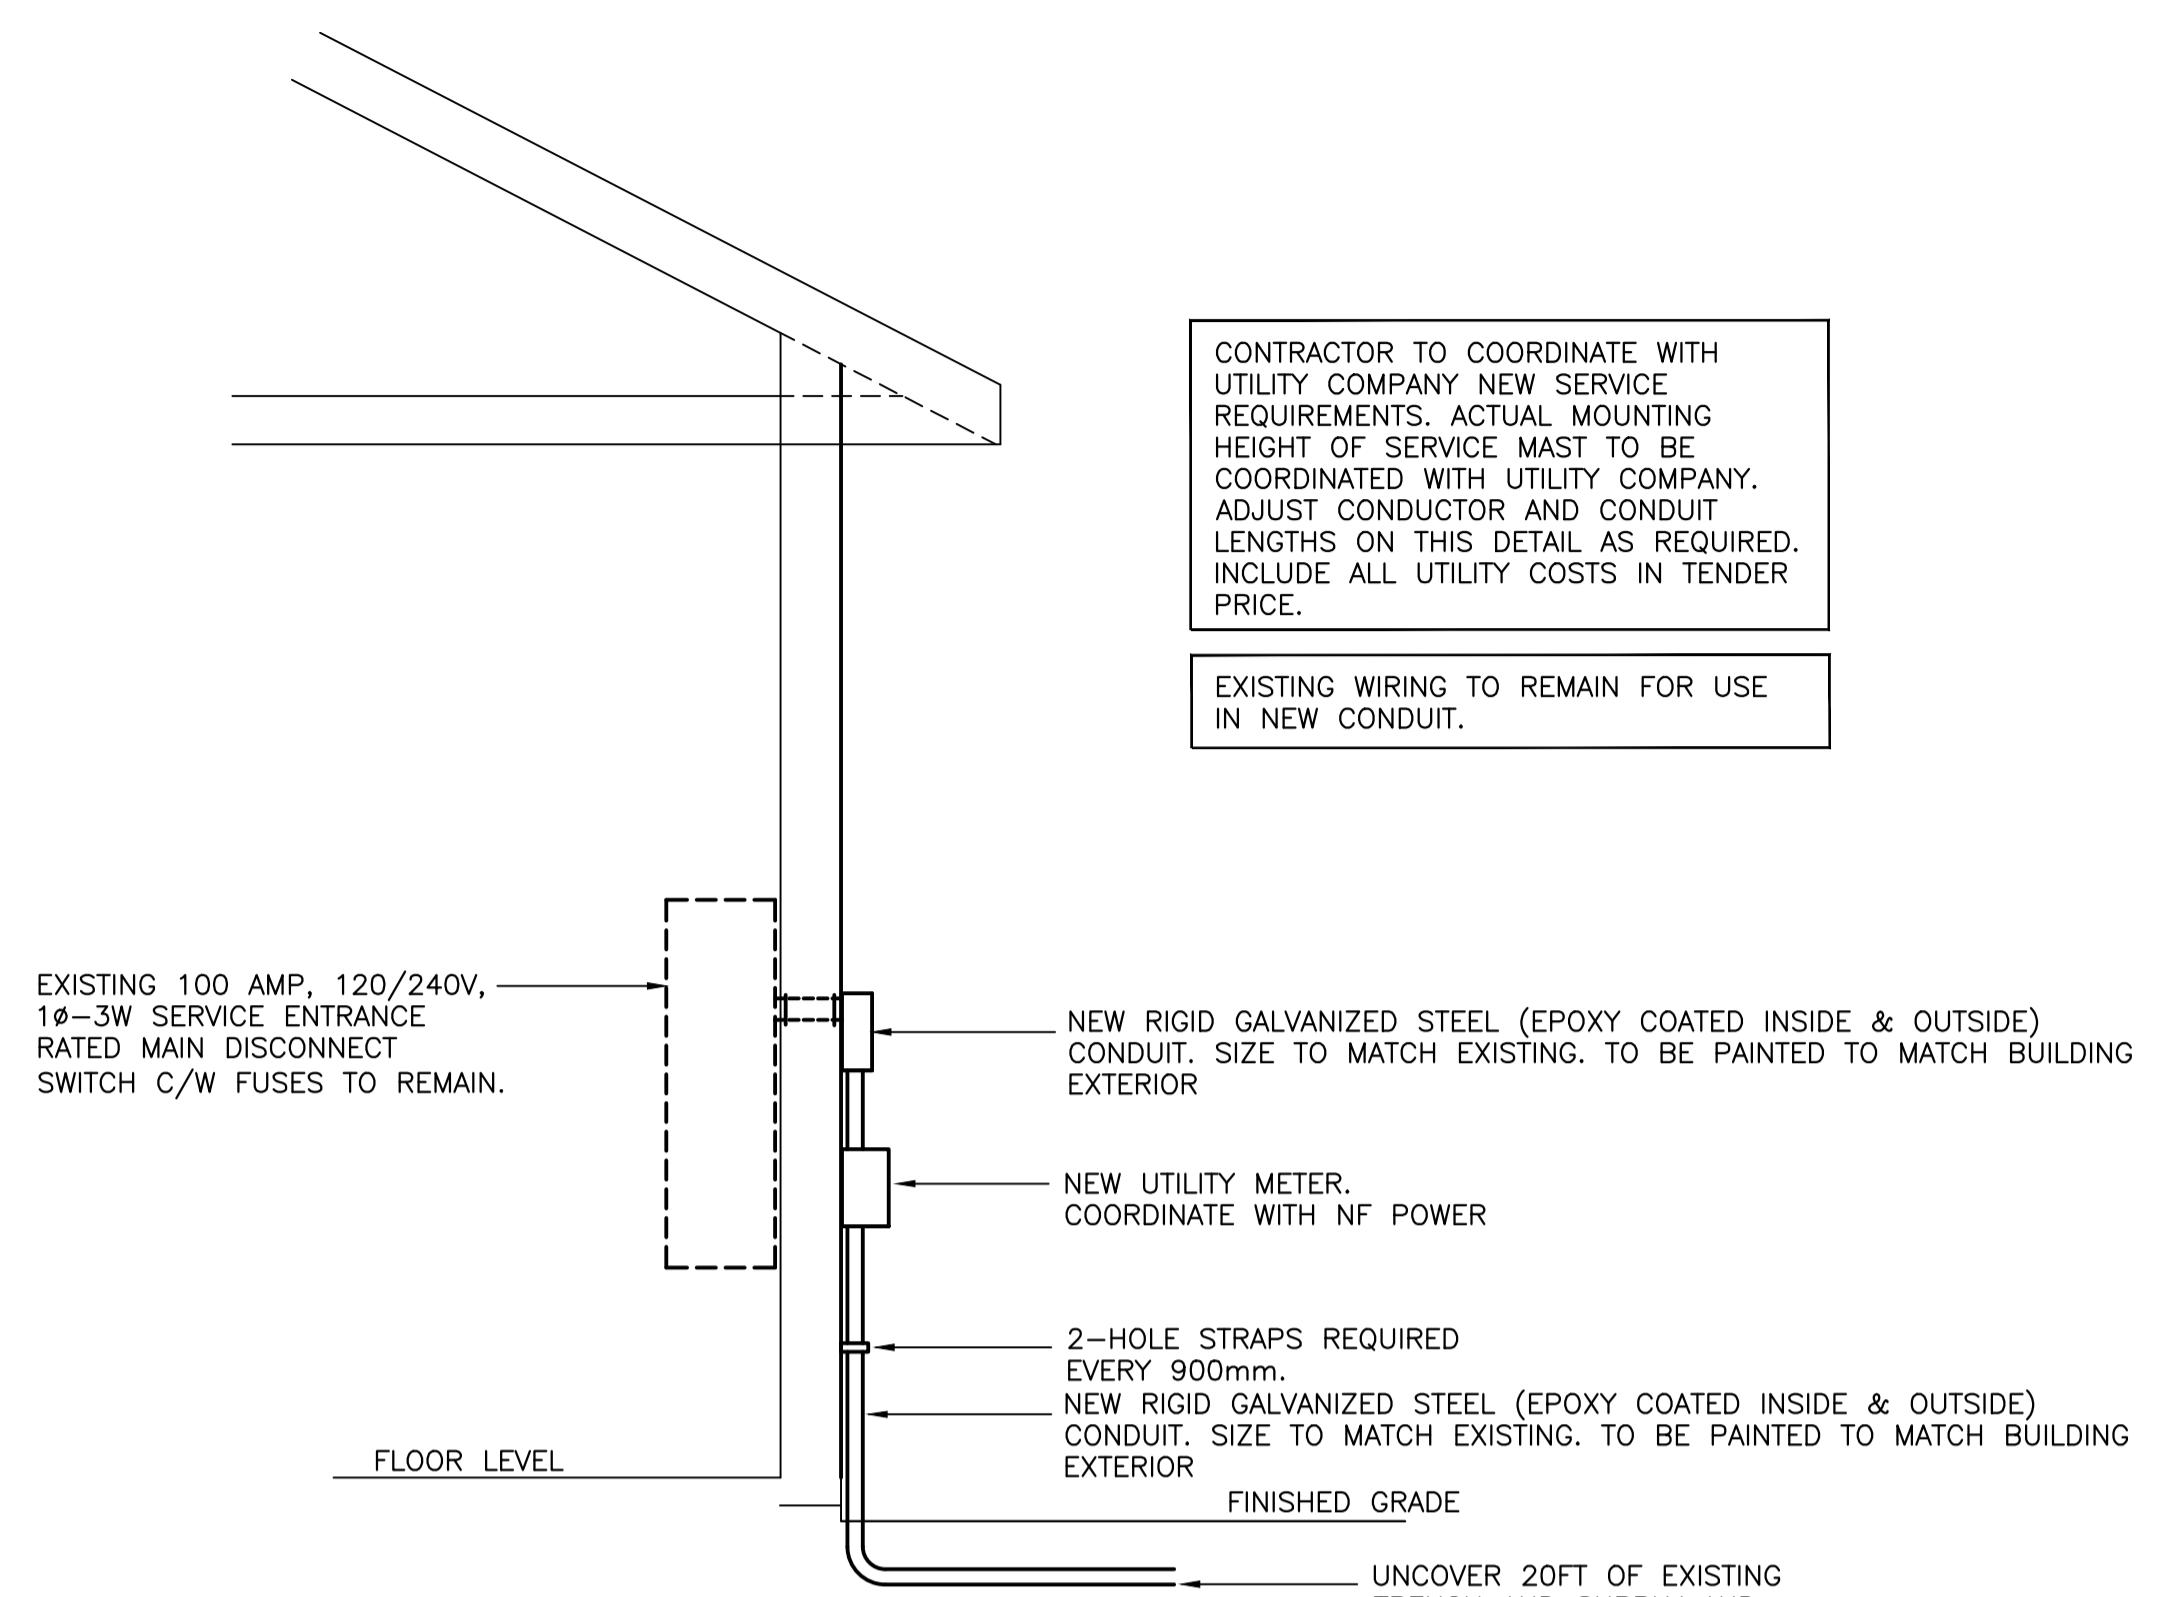 CONTRACTOR TO COORDINATE WITH
UTILITY COMPANY NEW SERVICE
REQUIREMENTS. ACTUAL MOUNTING
HEIGHT OF SERVICE MAST TO BE
COORDINATED WITH UTILITY COMPANY.
ADJUST CONDUCTOR AND CONDUIT
LENGTHS ON THIS DETAIL AS REQUIRED.
INCLUDE ALL UTILITY COSTS IN TENDER
PRICE.
EXISTING WIRING TO REMAIN FOR USE
IN NEW CONDUIT.
EXISTING 100 AMP, 120/240V,
1ø-3W SERVICE ENTRANCE
RATED MAIN DISCONNECT
SWITCH C/W FUSES TO REMAIN.
NEW RIGID GALVANIZED STEEL (EPOXY COATED INSIDE & OUTSIDE)
CONDUIT. SIZE TO MATCH EXISTING. TO BE PAINTED TO MATCH BUILDING
EXTERIOR
NEW UTILITY METER.
COORDINATE WITH NF POWER
2-HOLE STRAPS REQUIRED
EVERY 900mm.
NEW RIGID GALVANIZED STEEL (EPOXY COATED INSIDE & OUTSIDE)
CONDUIT. SIZE TO MATCH EXISTING. TO BE PAINTED TO MATCH BUILDING
EXTERIOR
FLOOR LEVEL
FINISHED GRADE
UNCOVER 20FT OF EXISTING